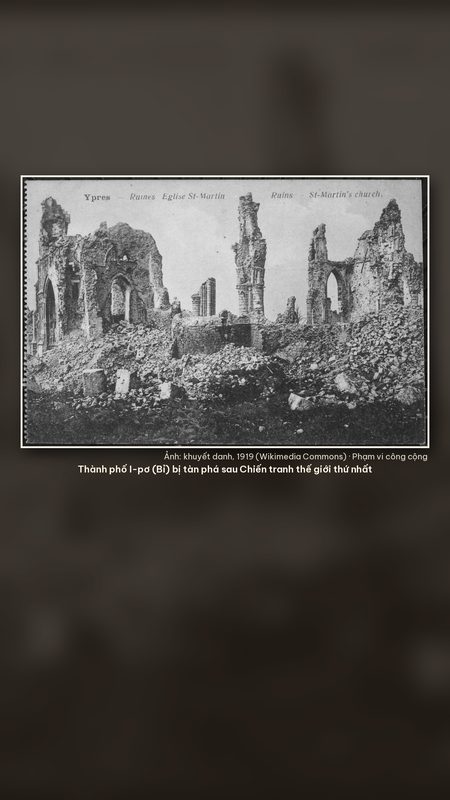 Ypres – Ruines Eglise St-Martin Ruins – St-Martin's church.
Ảnh: khuyết danh, 1919 (Wikimedia Commons) · Phạm vi công cộng
Thành phố I-pơ (Bỉ) bị tàn phá sau Chiến tranh thế giới thứ nhất